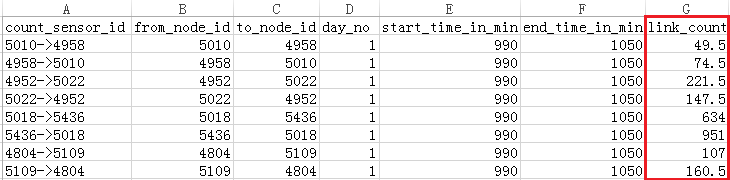 A B C D E F G
count_sensor_id from_node_id to_node_id day_no start_time_in_min end_time_in_min link_count
5010->4958 5010 4958 1 990 1050 49.5
4958->5010 4958 5010 1 990 1050 74.5
4952->5022 4952 5022 1 990 1050 221.5
5022->4952 5022 4952 1 990 1050 147.5
5018->5436 5018 5436 1 990 1050 634
5436->5018 5436 5018 1 990 1050 951
4804->5109 4804 5109 1 990 1050 107
5109->4804 5109 4804 1 990 1050 160.5